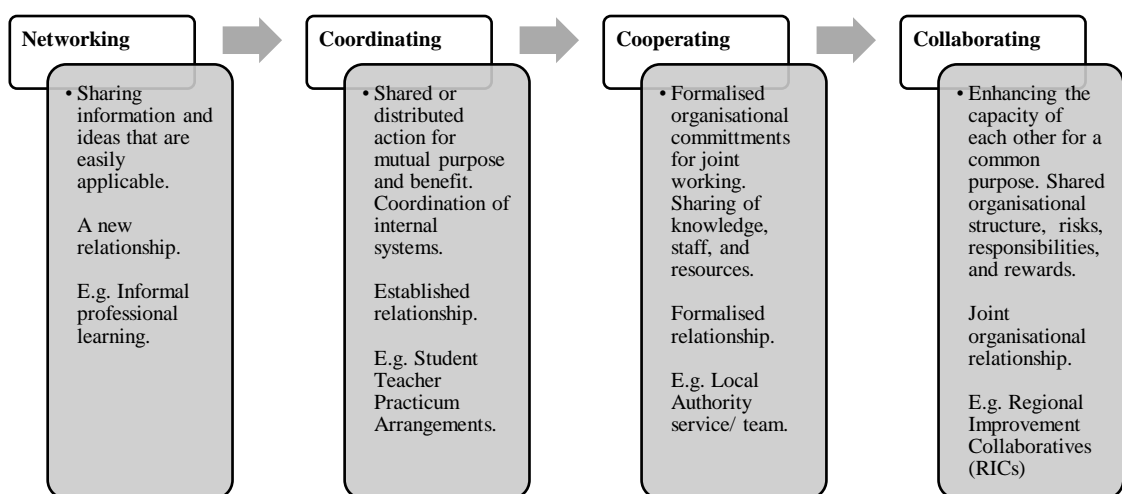 Networking
• Sharing
information and
ideas that are
easily
applicable.
A new
relationship.
E.g. Informal
professional
learning.
Coordinating
• Shared or
distributed
action for
mutual purpose
and benefit.
Coordination of
internal
systems.
Established
relationship.
E.g. Student
Teacher
Practicum
Arrangements.
Cooperating
• Formalised
organisational
committments
for joint
working.
Sharing of
knowledge,
staff, and
resources.
Formalised
relationship.
E.g. Local
Authority
service/ team.
Collaborating
• Enhancing the
capacity of
each other for a
common
purpose. Shared
organisational
structure, risks,
responsibilities,
and rewards.
Joint
organisational
relationship.
E.g. Regional
Improvement
Collaboratives
(RICs)